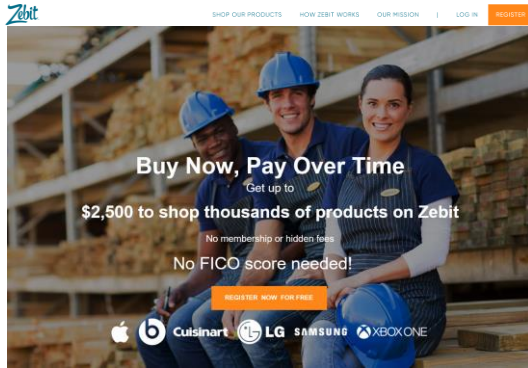 Zebit
SHOP OUR PRODUCTS HOW ZEBIT WORKS OUR MISSION | LOG IN REGISTER
Buy Now, Pay Over Time
Get up to
$2,500 to shop thousands of products on Zebit
No membership or hidden fees
No FICO score needed!
REGISTER NOW FOR FREE
b Cuisinart LG LG SAMSUNG XBOX ONE